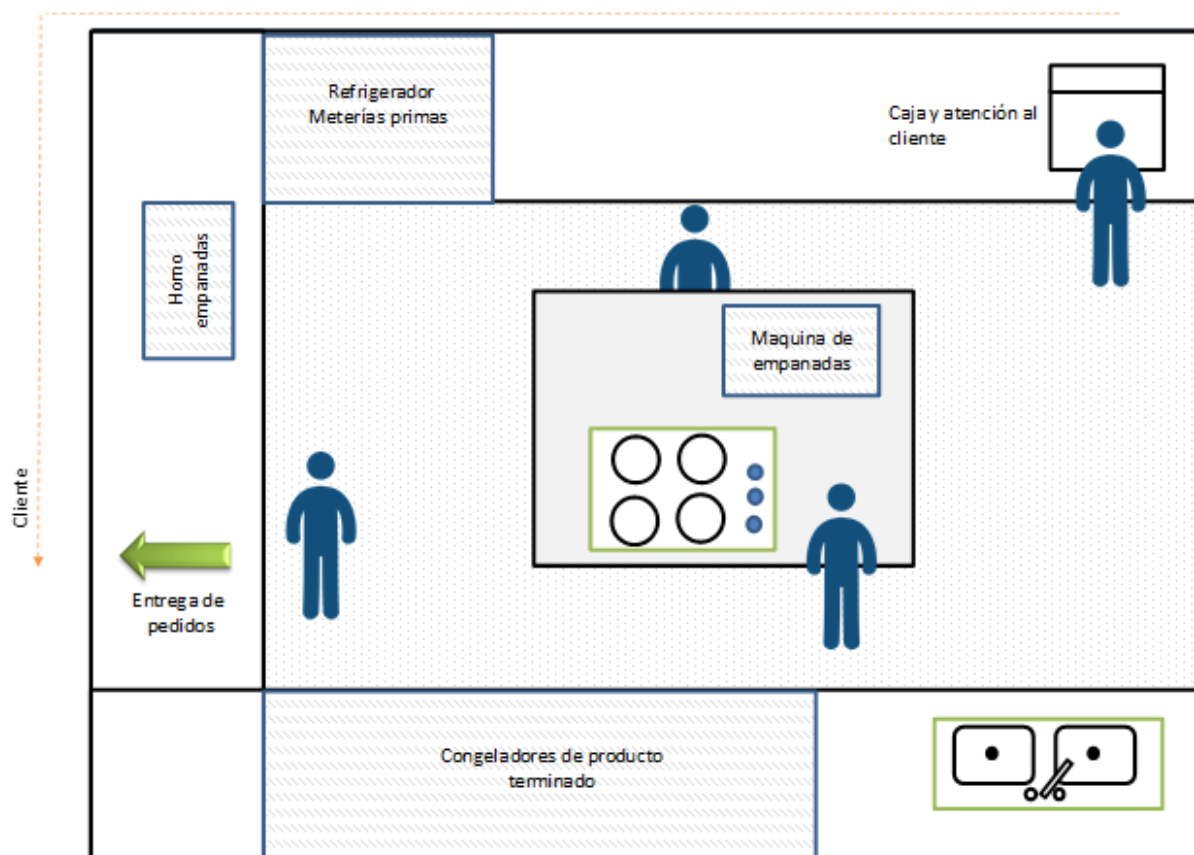 Refrigerador
Meterías primas
Caja y atención al
cliente
Horno
empanadas
Maquina de
empanadas
Cliente
Entrega de
pedidos
Congeladores de producto
terminado